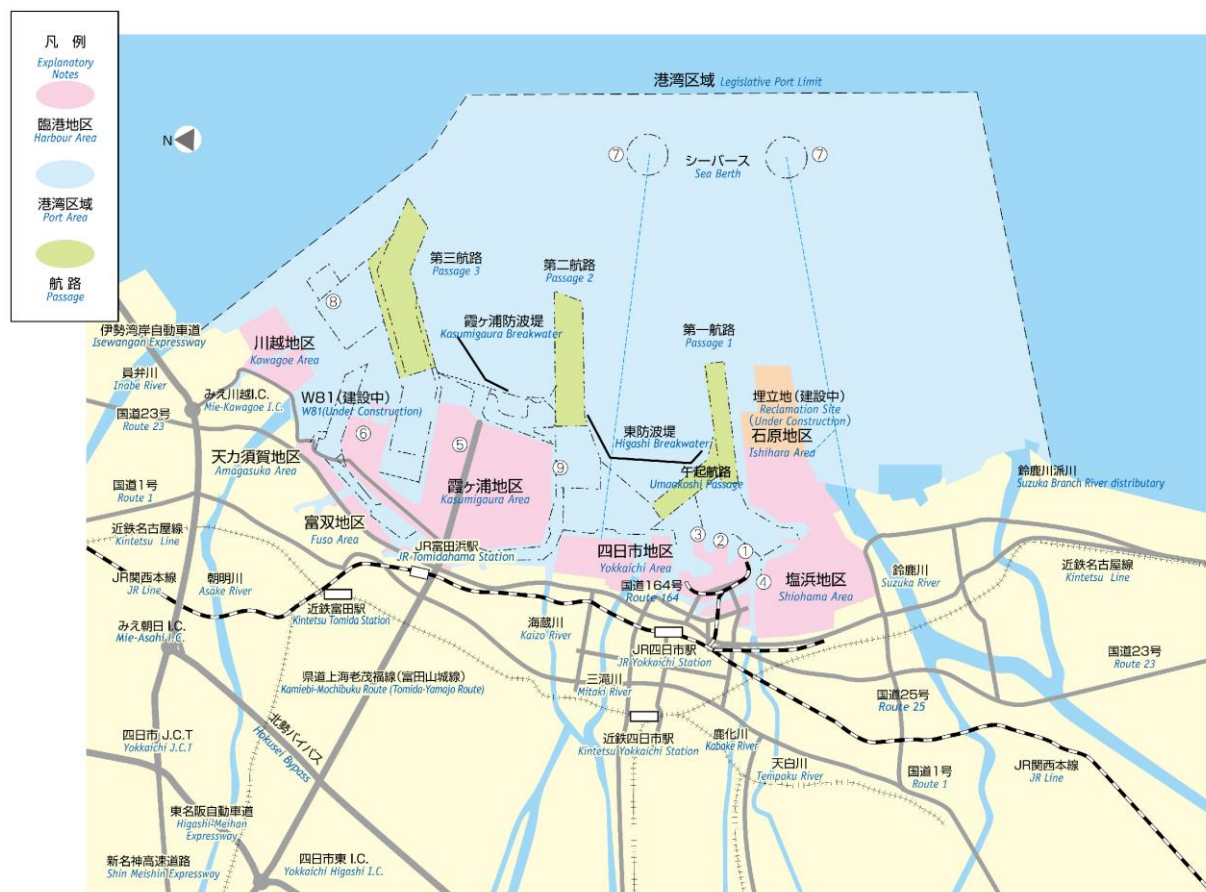 凡 例
Explanatory
Notes
臨港地区
Harbour Area
港湾区域
Port Area
航 路
Passage
N
港湾区域 Legislative Port Limit
⑦
シーバース
Sea Berth
⑦
第三航路
Passage 3
第二航路
Passage 2
第一航路
Passage 1
⑧
霞ヶ浦防波堤
Kasumigaura Breakwater
伊勢湾岸自動車道
Isewangan Expressway
川越地区
Kawagoe Area
員弁川
Inabe River
みえ川越I.C.
Mie-Kawagoe I.C.
国道23号
Route 23
W81(建設中)
W81(Under Construction)
⑥
⑤
埋立地(建設中)
Reclamation Site
(Under Construction)
石原地区
Ishihara Area
東防波堤
Higashi Breakwater
天力須賀地区
Amagasuka Area
霞ヶ浦地区
Kasumigaura Area
⑨
午起航路
Umaokoshi Passage
鈴鹿川派川
Suzuka Branch River distributary
国道1号
Route 1
富双地区
Fuso Area
近鉄名古屋線
Kintetsu Line
JR富田浜駅
JR Tomidahama Station
四日市地区
Yokkaichi Area
③
②
①
④
塩浜地区
Shiohama Area
鈴鹿川
Suzuka River
近鉄名古屋線
Kintetsu Line
JR関西本線
JR Line
朝明川
Asake River
近鉄富田駅
Kintetsu Tomida Station
国道164号
Route 164
海蔵川
Kaizo River
JR四日市駅
JR Yokkaichi Station
みえ朝日 I.C.
Mie-Asahi I.C.
国道23号
Route 23
県道上海老茂福線(富田山城線)
Kamiebi-Mochibuku Route (Tomida-Yamajo Route)
三滝川
Mitaki River
国道25号
Route 25
四日市 J.C.T
Yokkaichi J.C.T
北勢バイパス
Hokusei Bypass
近鉄四日市駅
Kintetsu Yokkaichi Station
鹿化川
Kabake River
天白川
Tempaku River
国道1号
Route 1
JR関西本線
JR Line
東名阪自動車道
Higashi-Meihan
Expressway
新名神高速道路
Shin Meishin Expressway
四日市東 I.C.
Yokkaichi Higashi I.C.